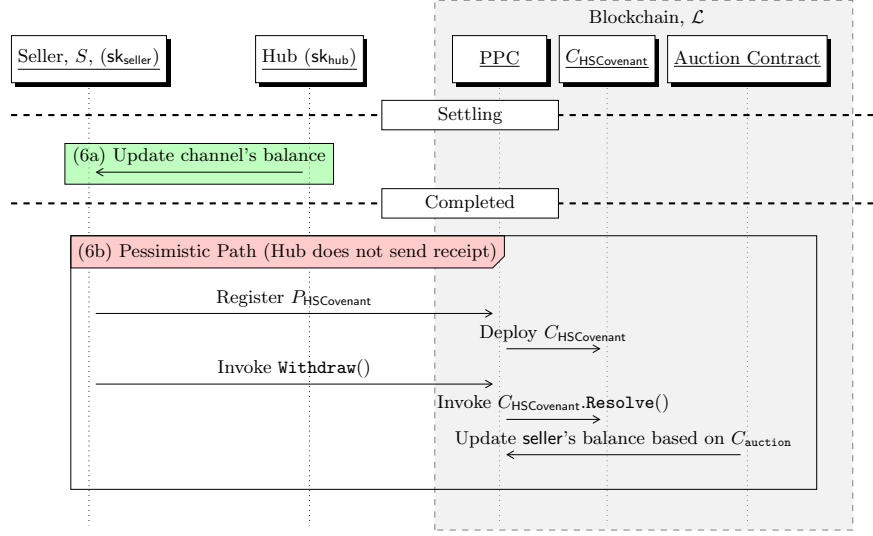 Blockchain, ℒ
Seller, S, (sk_seller)
Hub (sk_hub)
PPC
C_HSCovenant
Auction Contract
Settling
(6a) Update channel's balance
Completed
(6b) Pessimistic Path (Hub does not send receipt)
Register P_HSCovenant
Deploy C_HSCovenant
Invoke Withdraw()
Invoke C_HSCovenant.Resolve()
Update seller's balance based on C_auction